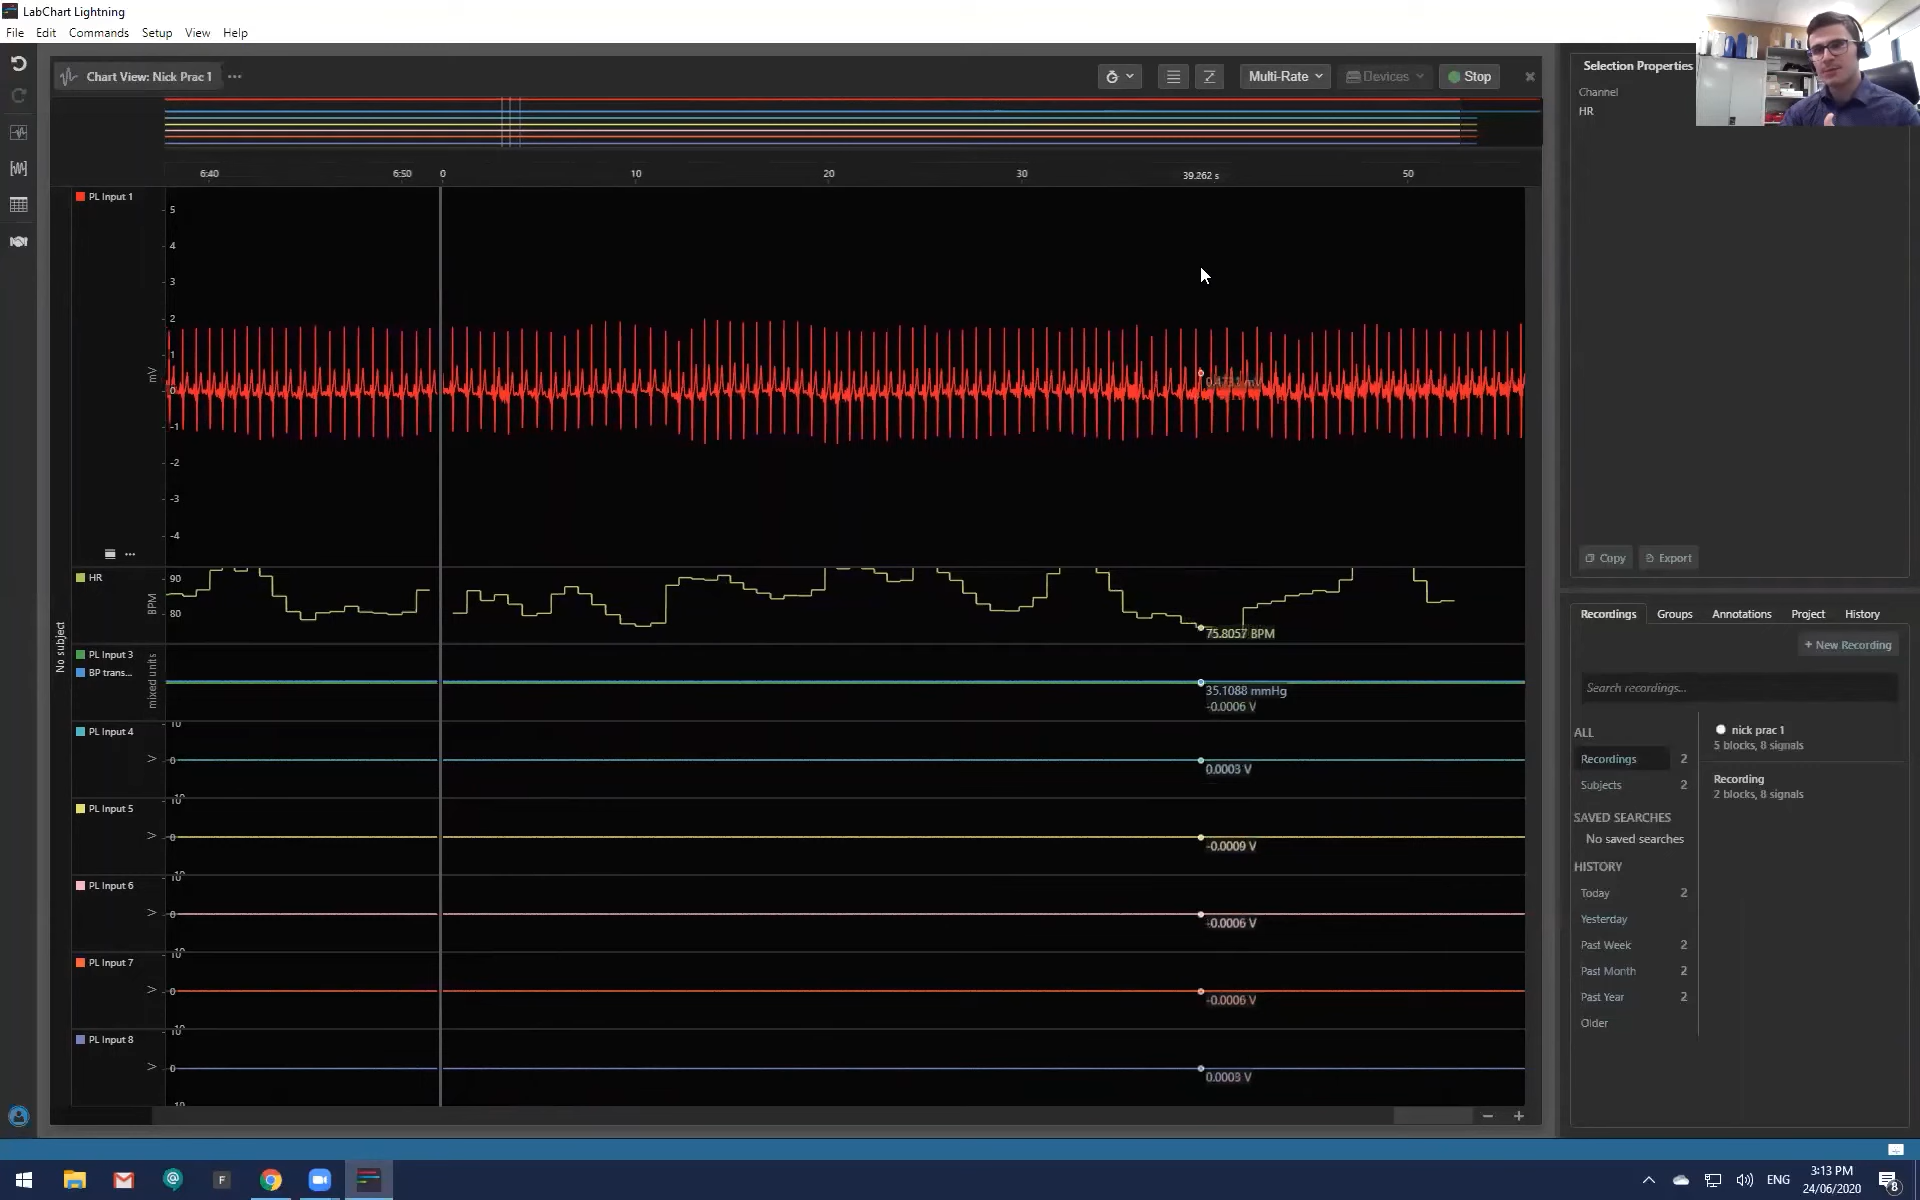 LabChart Lightning
File Edit Commands Setup View Help
Chart View: Nick Prac 1 ...
Multi-Rate
Devices
Stop
Selection Properties
Channel
HR
6:40 6:50 0 10 20 30 39.262 s 50
PL Input 1
5
4
3
2
1
0
-1
-2
-3
-4
mV
No subject
HR
90
80
BPM
75.8057 BPM
PL Input 3
BP trans...
mixed units
35.1088 mmHg
-0.0006 V
PL Input 4
10
V
0
0.0003 V
PL Input 5
10
V
0
-0.0009 V
PL Input 6
10
V
0
-0.0006 V
PL Input 7
10
V
0
-0.0006 V
PL Input 8
10
V
0
0.0003 V
10
Copy Export
Recordings Groups Annotations Project History
+ New Recording
Search recordings...
ALL
Recordings 2
Subjects 2
SAVED SEARCHES
No saved searches
HISTORY
Today 2
Yesterday
Past Week 2
Past Month 2
Past Year 2
Older
nick prac 1
5 blocks, 8 signals
Recording
2 blocks, 8 signals
F
ENG
3:13 PM
24/06/2020
8